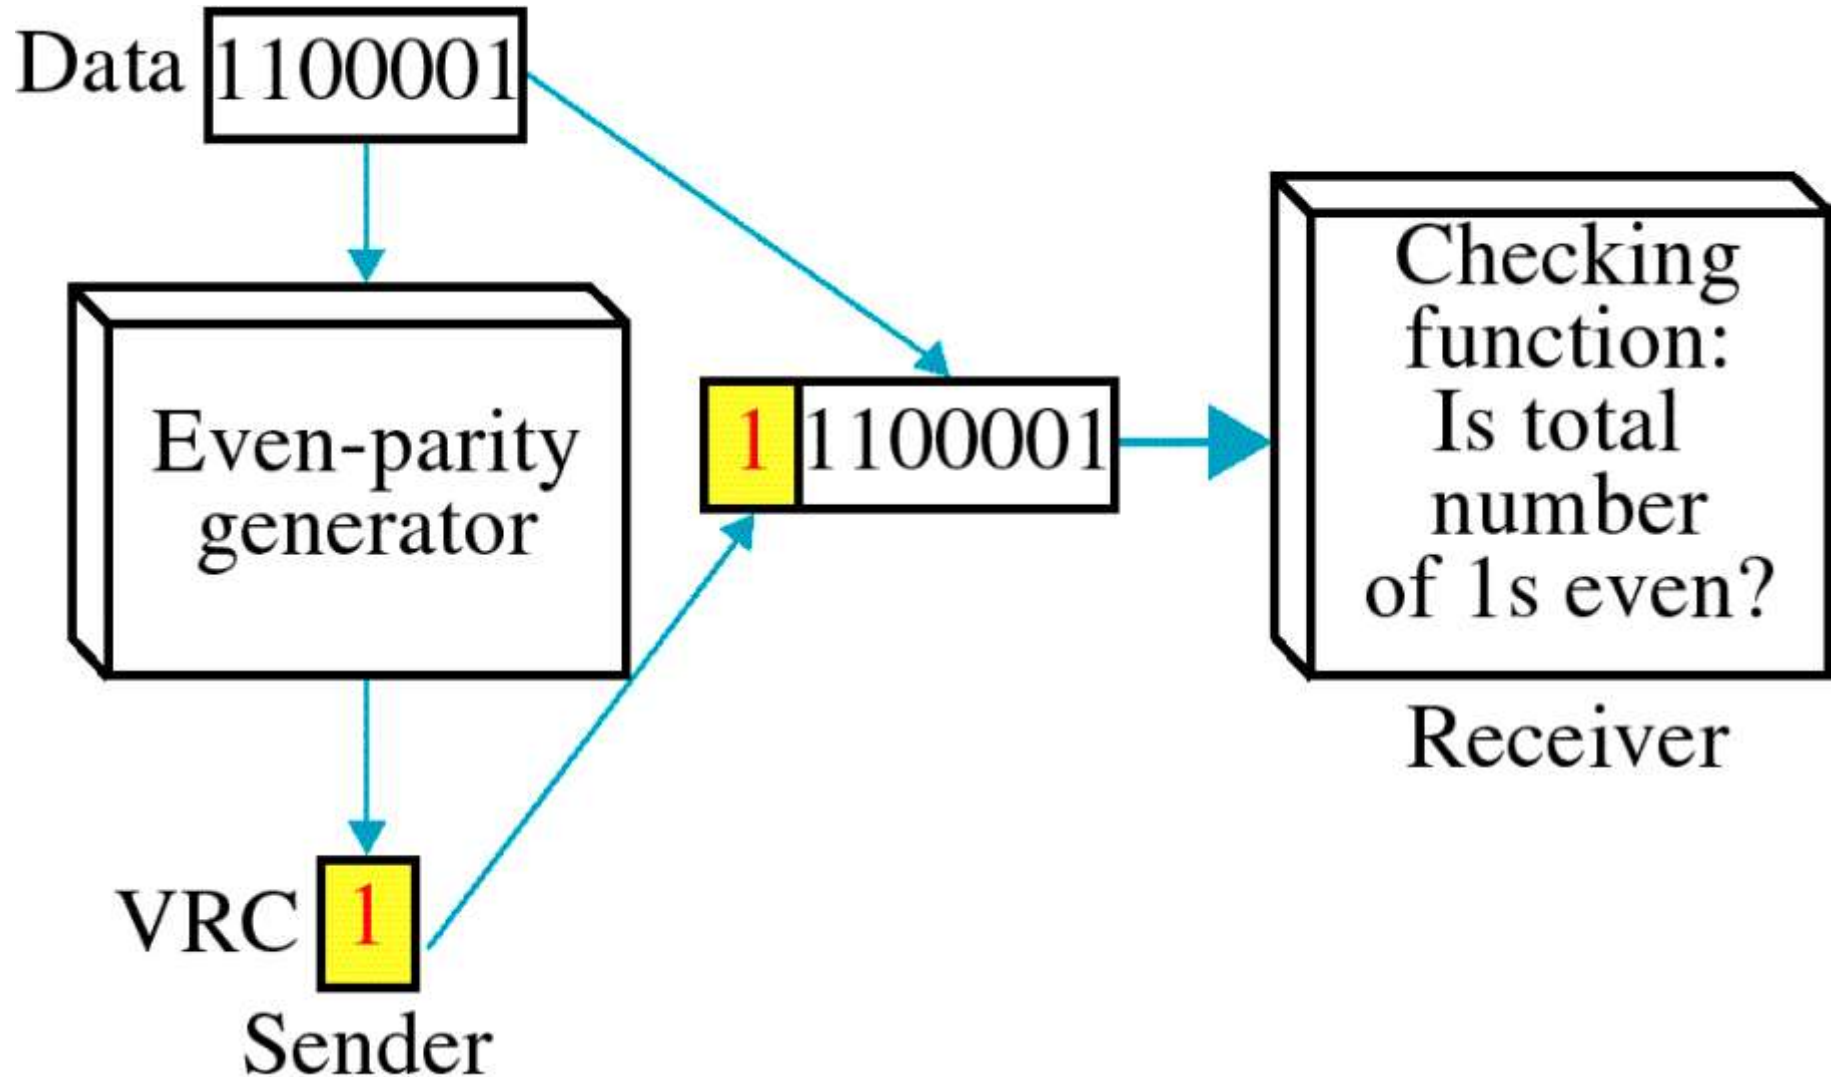 Data 1100001
Even-parity
generator
VRC 1
Sender
1 1100001
Checking
function:
Is total
number
of 1s even?
Receiver